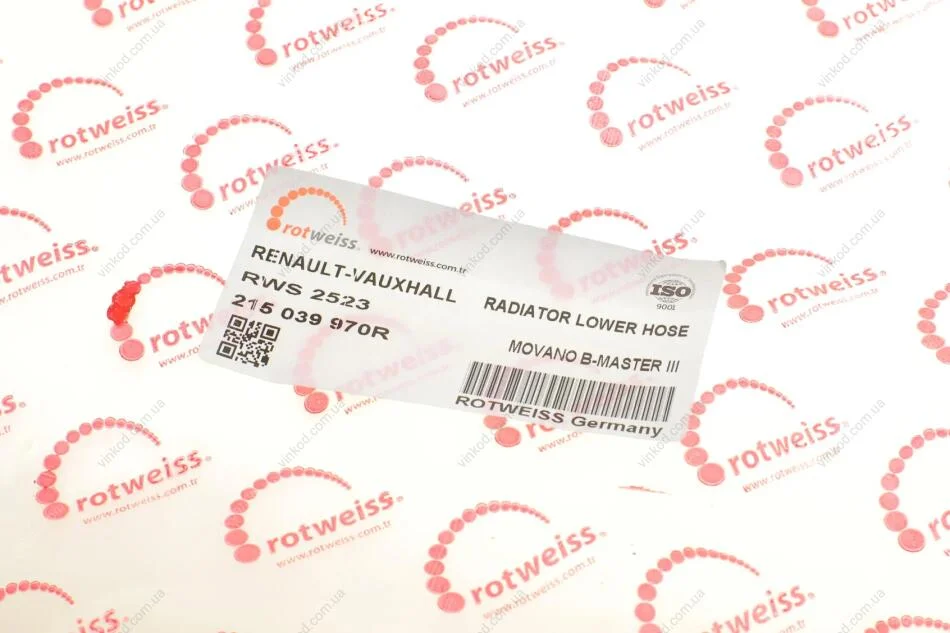 rotweiss.
www.rotweiss.com.tr
RENAULT-VAUXHALL
RWS 2523
215 039 970R
RADIATOR LOWER HOSE
ISO
9001
MOVANO B-MASTER III
ROTWEISS Germany
rotweiss
www.rotweiss.com.tr
vinkod.com.ua